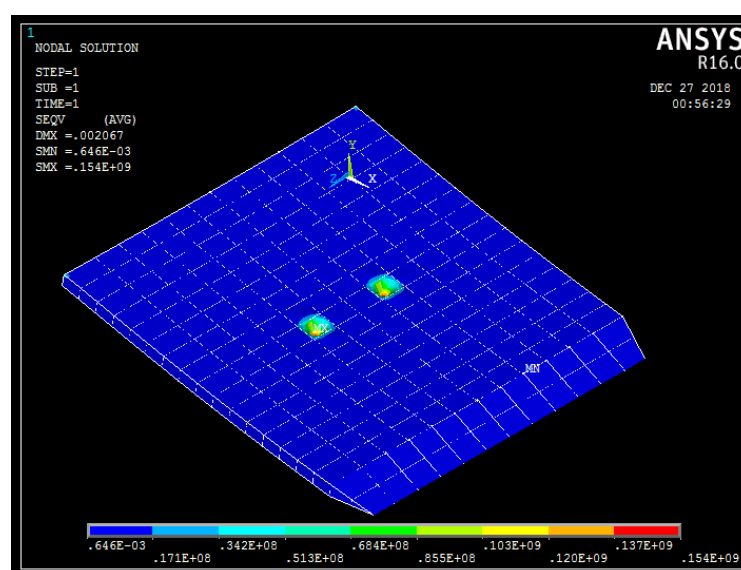 1
NODAL SOLUTION
STEP=1
SUB =1
TIME=1
SEQV (AVG)
DMX =.002067
SMN =.646E-03
SMX =.154E+09
ANSYS
R16.0
DEC 27 2018
00:56:29
Y
Z X
MX
MN
.646E-03 .342E+08 .684E+08 .103E+09 .137E+09
.171E+08 .513E+08 .855E+08 .120E+09 .154E+09